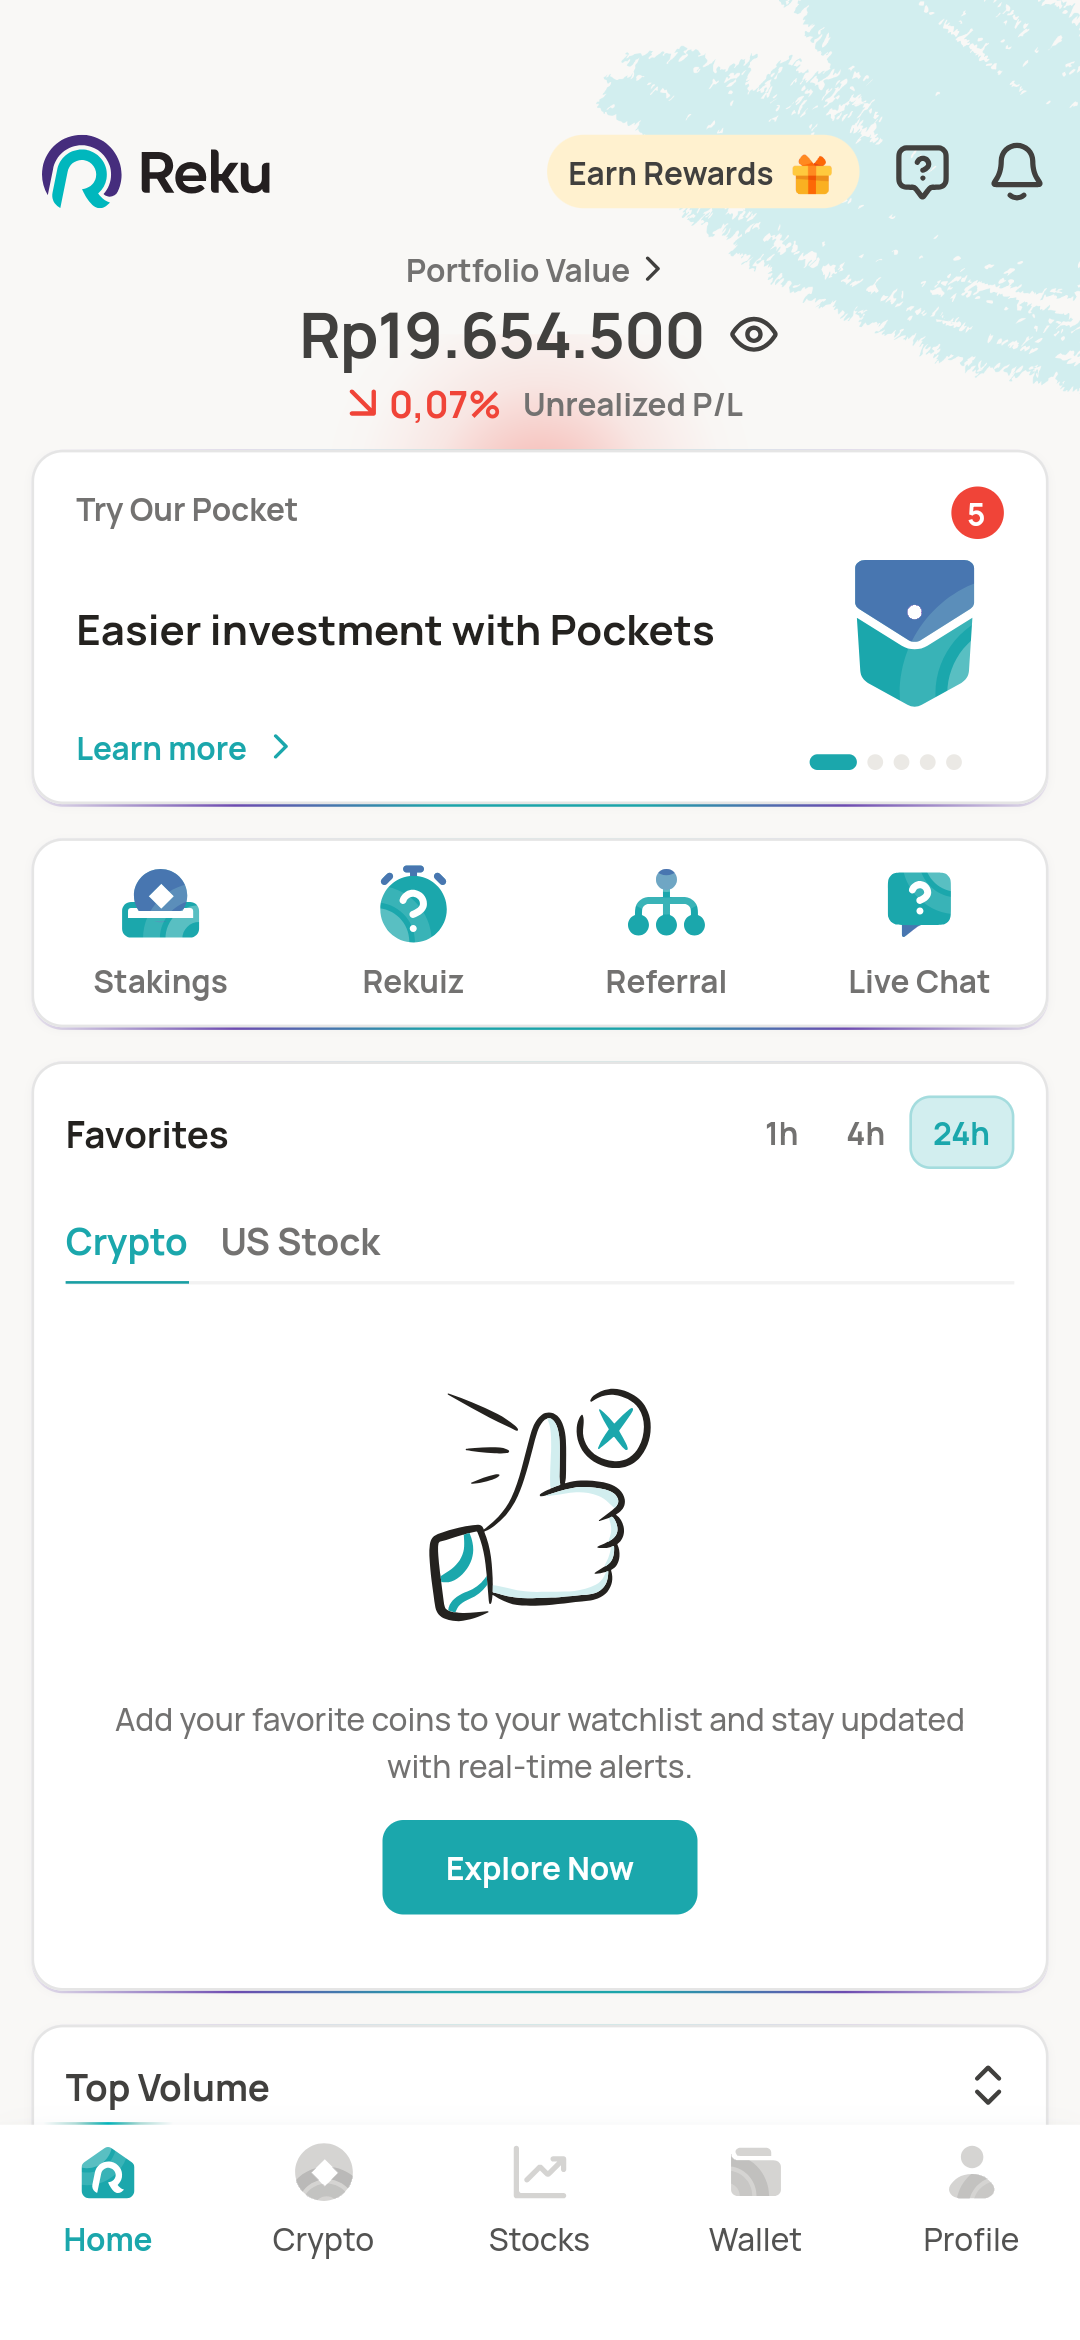 Reku
Earn Rewards
Portfolio Value
Rp19.654.500
0,07% Unrealized P/L
Try Our Pocket
5
Easier investment with Pockets
Learn more
Stakings
Rekuiz
Referral
Live Chat
Favorites
1h
4h
24h
Crypto
US Stock
Add your favorite coins to your watchlist and stay updated
with real-time alerts.
Explore Now
Top Volume
Home
Crypto
Stocks
Wallet
Profile